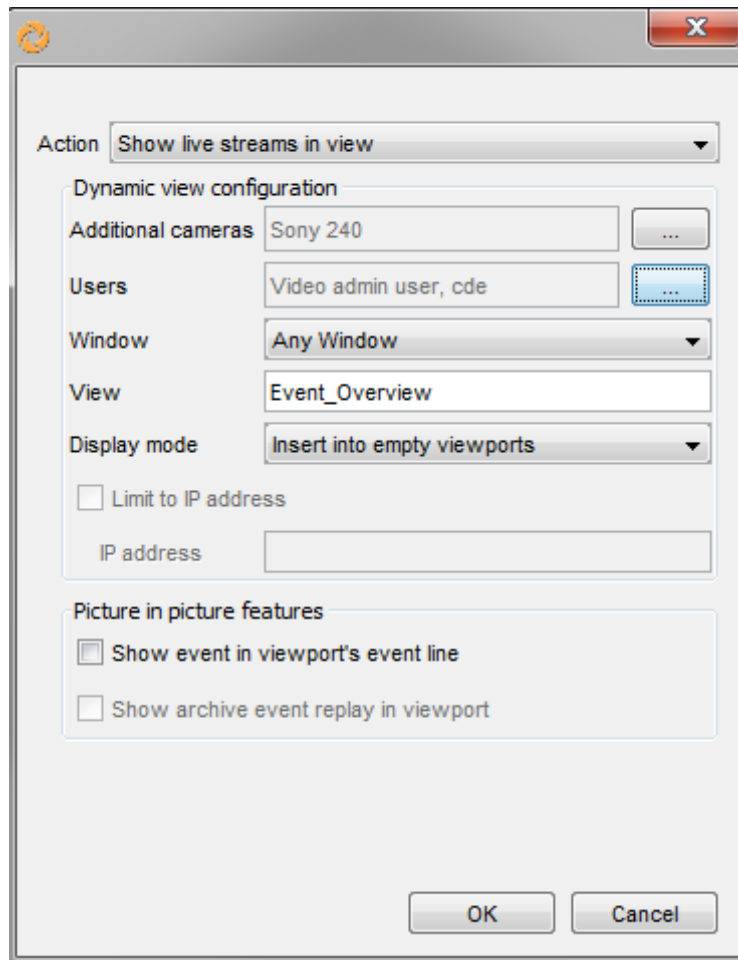 Action Show live streams in view
Dynamic view configuration
Additional cameras Sony 240 ...
Users Video admin user, cde ...
Window Any Window
View Event_Overview
Display mode Insert into empty viewports
Limit to IP address
IP address
Picture in picture features
Show event in viewport's event line
Show archive event replay in viewport
OK Cancel